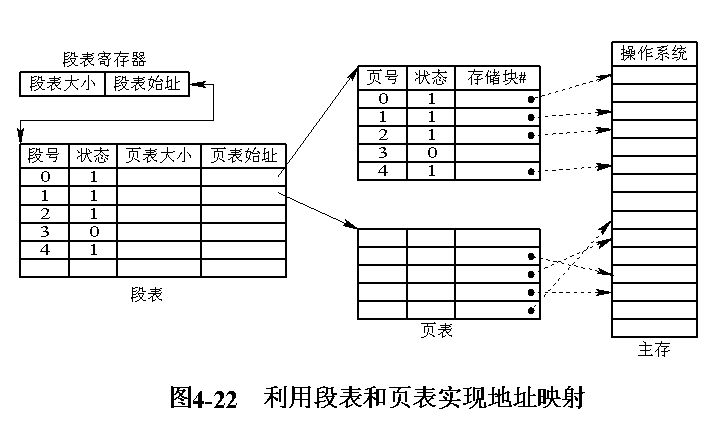 段表寄存器
段表大小 段表始址
段号 状态 页表大小 页表始址
0 1
1 1
2 1
3 0
4 1
段表
页号 状态 存储块#
0 1
1 1
2 1
3 0
4 1
页表
操作系统
主存
图4-22 利用段表和页表实现地址映射